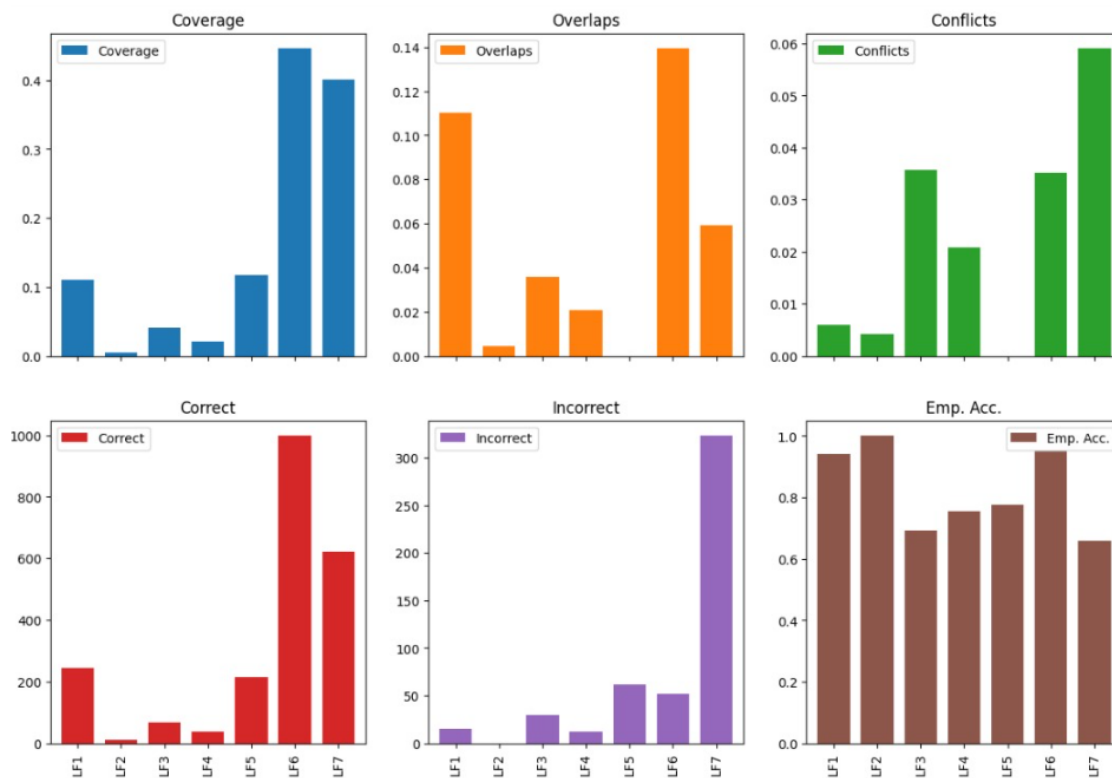 Coverage
Coverage
0.4
0.3
0.2
0.1
0.0
Overlaps
Overlaps
0.14
0.12
0.10
0.08
0.06
0.04
0.02
0.00
Conflicts
Conflicts
0.06
0.05
0.04
0.03
0.02
0.01
0.00
Correct
Correct
1000
800
600
400
200
0
LF1
LF2
LF3
LF4
LF5
LF6
LF7
Incorrect
Incorrect
300
250
200
150
100
50
0
LF1
LF2
LF3
LF4
LF5
LF6
LF7
Emp. Acc.
Emp. Acc.
1.0
0.8
0.6
0.4
0.2
0.0
LF1
LF2
LF3
LF4
LF5
LF6
LF7